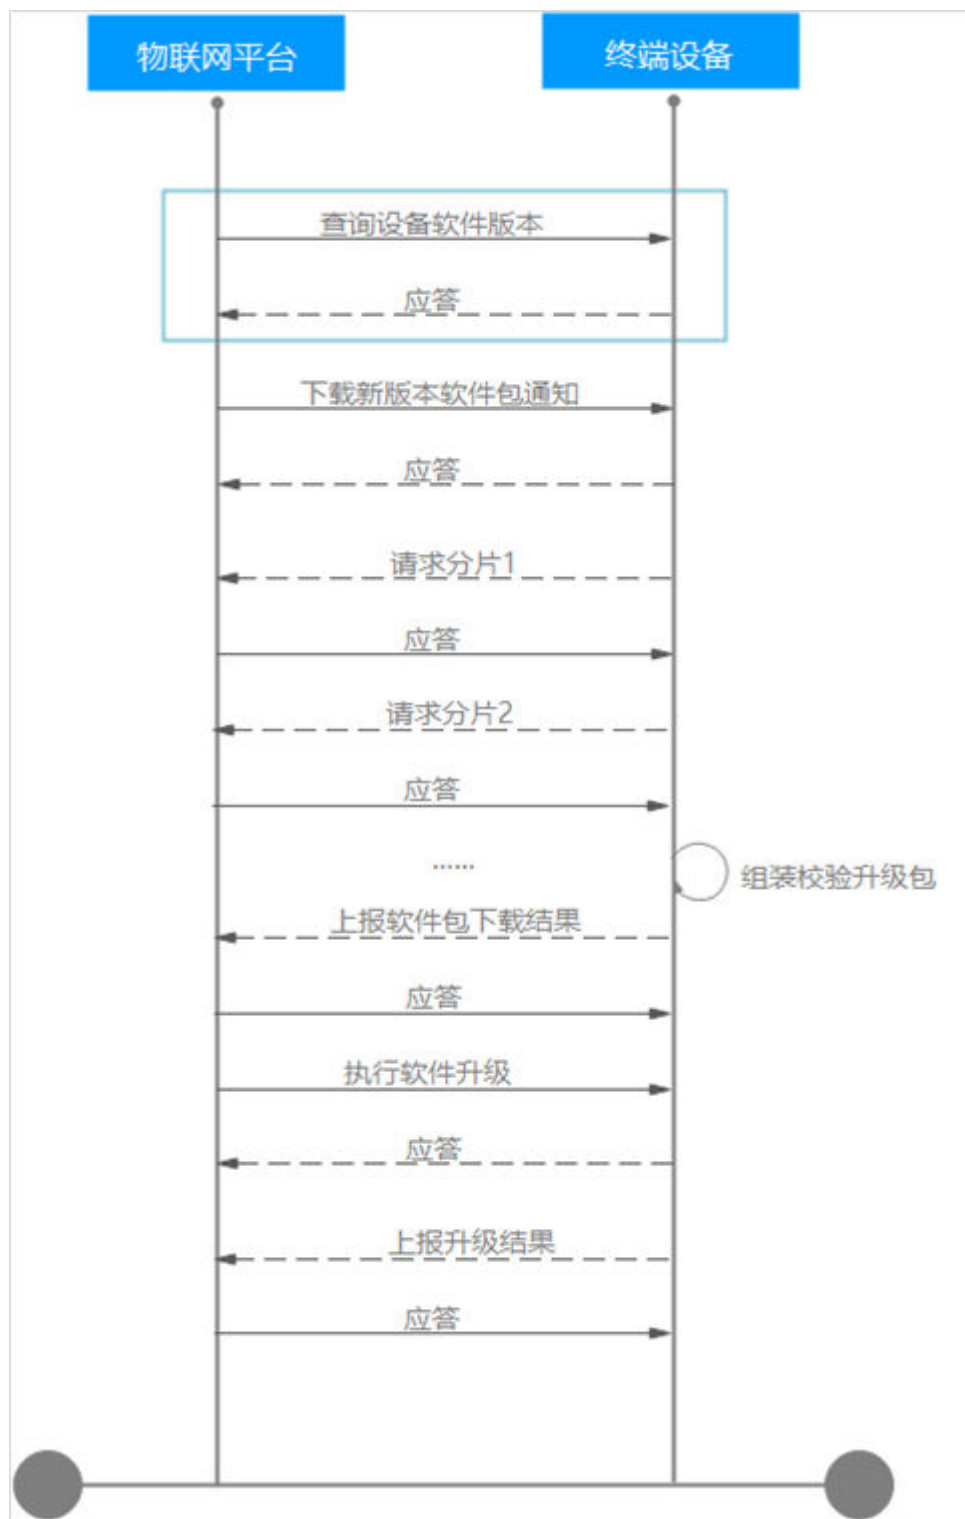 物联网平台
终端设备
查询设备软件版本
应答
下载新版本软件包通知
应答
请求分片1
应答
请求分片2
应答
......
组装校验升级包
上报软件包下载结果
应答
执行软件升级
应答
上报升级结果
应答